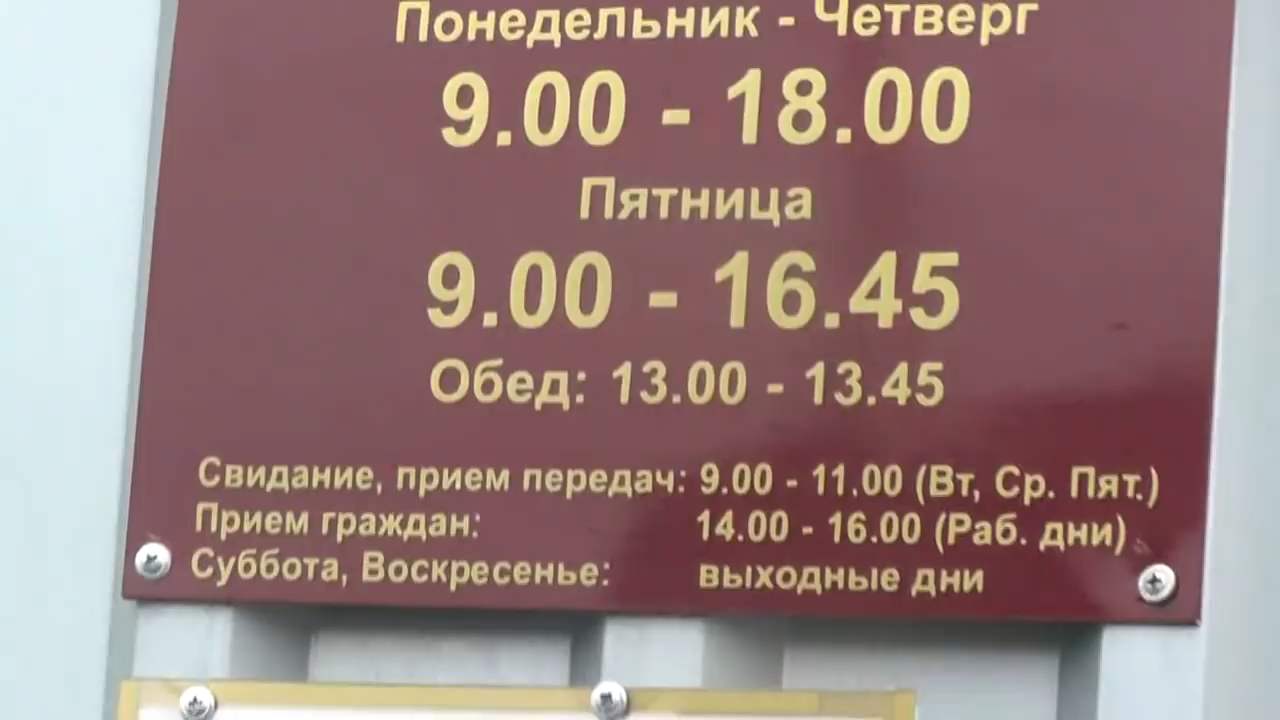 Понедельник - Четверг
9.00 - 18.00
Пятница
9.00 - 16.45
Обед: 13.00 - 13.45
Свидание, прием передач: 9.00 - 11.00 (Вт, Ср. Пят.)
Прием граждан: 14.00 - 16.00 (Раб. дни)
Суббота, Воскресенье: выходные дни